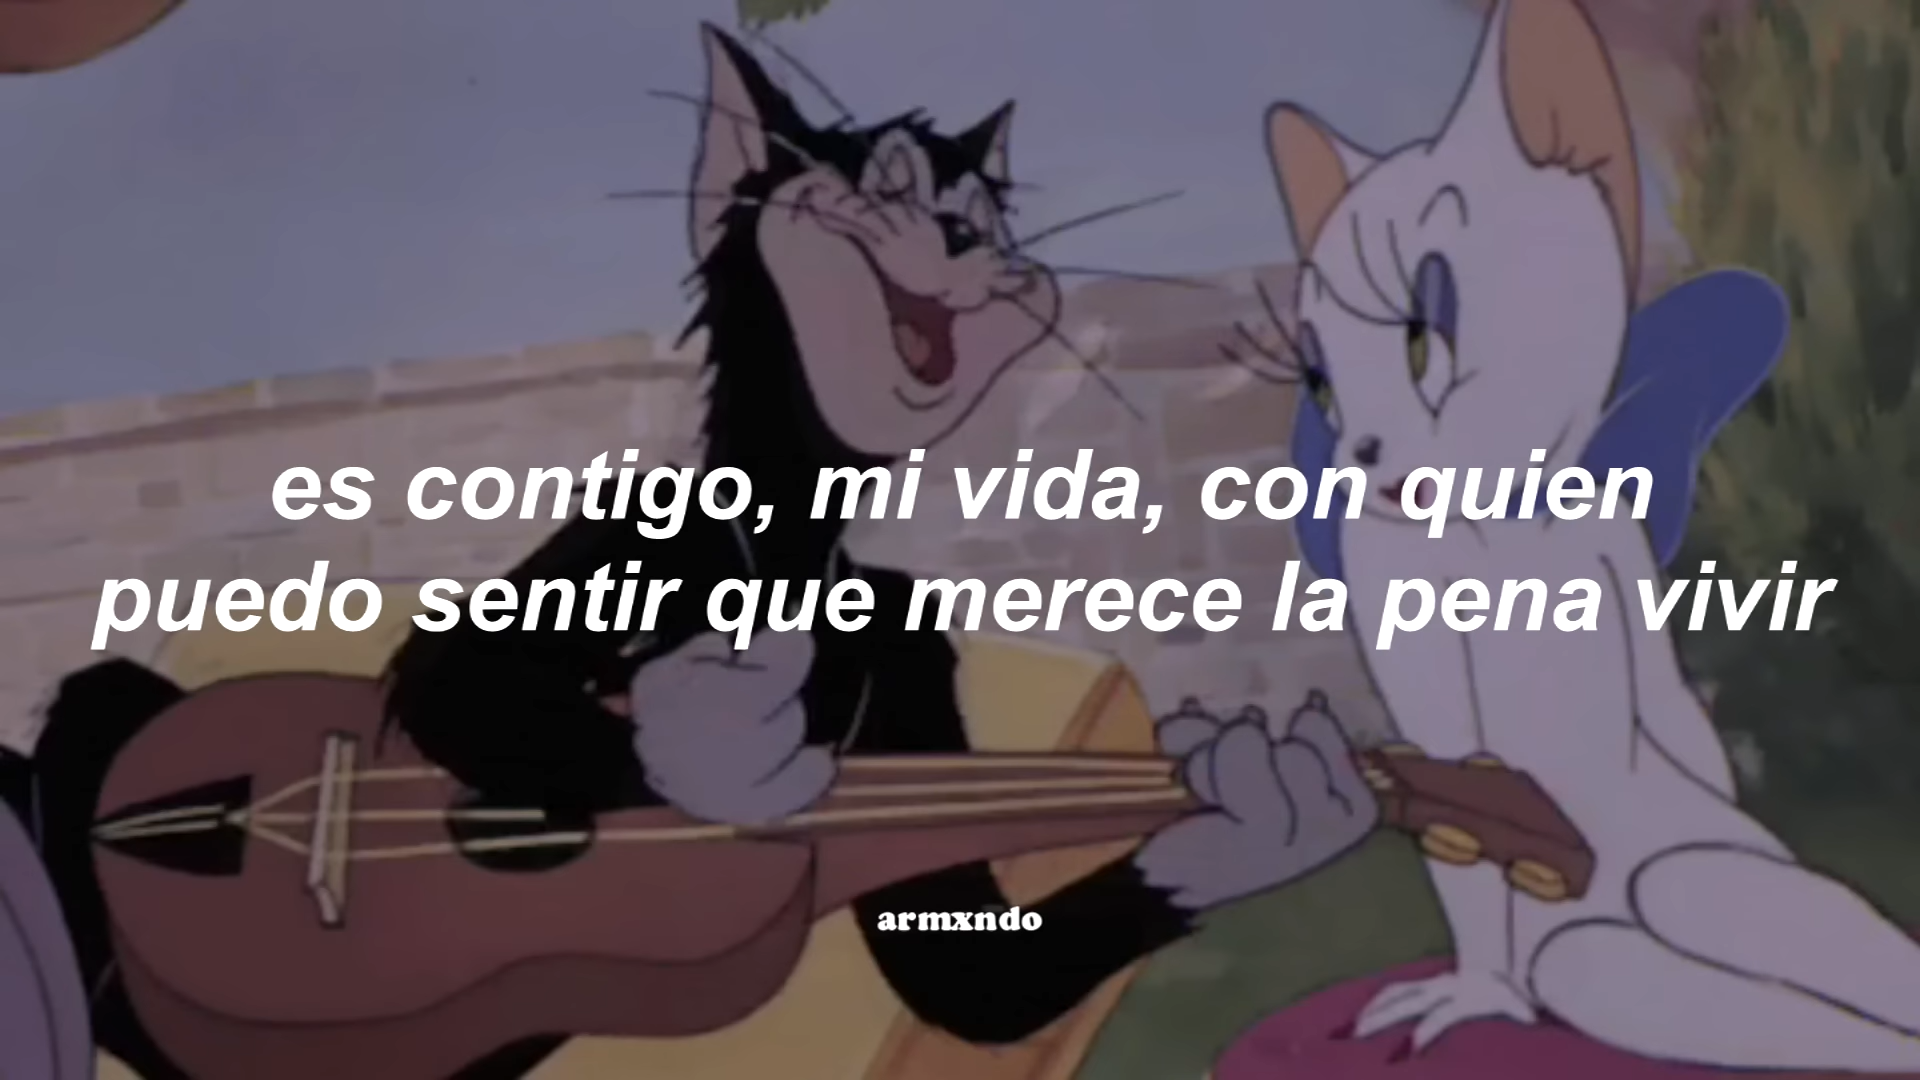 es contigo, mi vida, con quien
puedo sentir que merece la pena vivir
armxndo